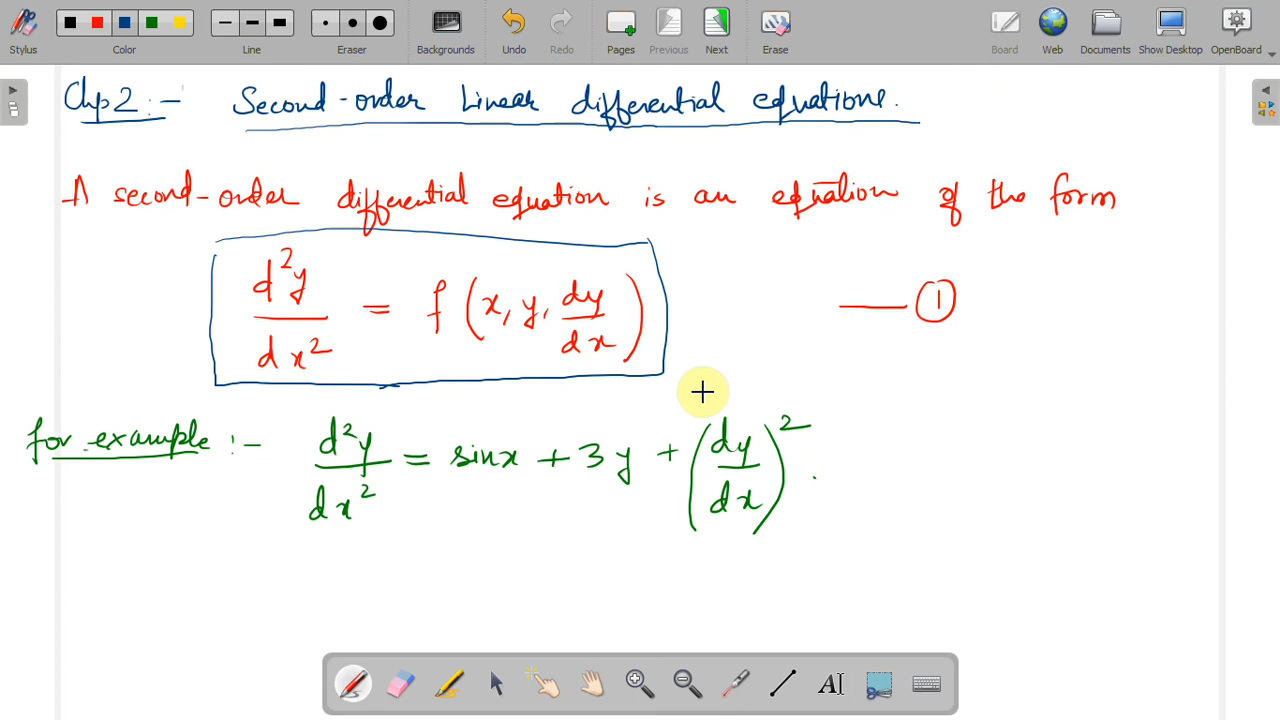 Stylus Color Line Eraser Backgrounds Undo Redo Pages Previous Next Erase Board Web Documents Show Desktop OpenBoard
Chp 2 :- Second-order Linear differential equations.
A second-order differential equation is an equation of the form
d²y/dx² = f(x, y, dy/dx) —— ①
for example :- d²y/dx² = sinx + 3y + (dy/dx)².